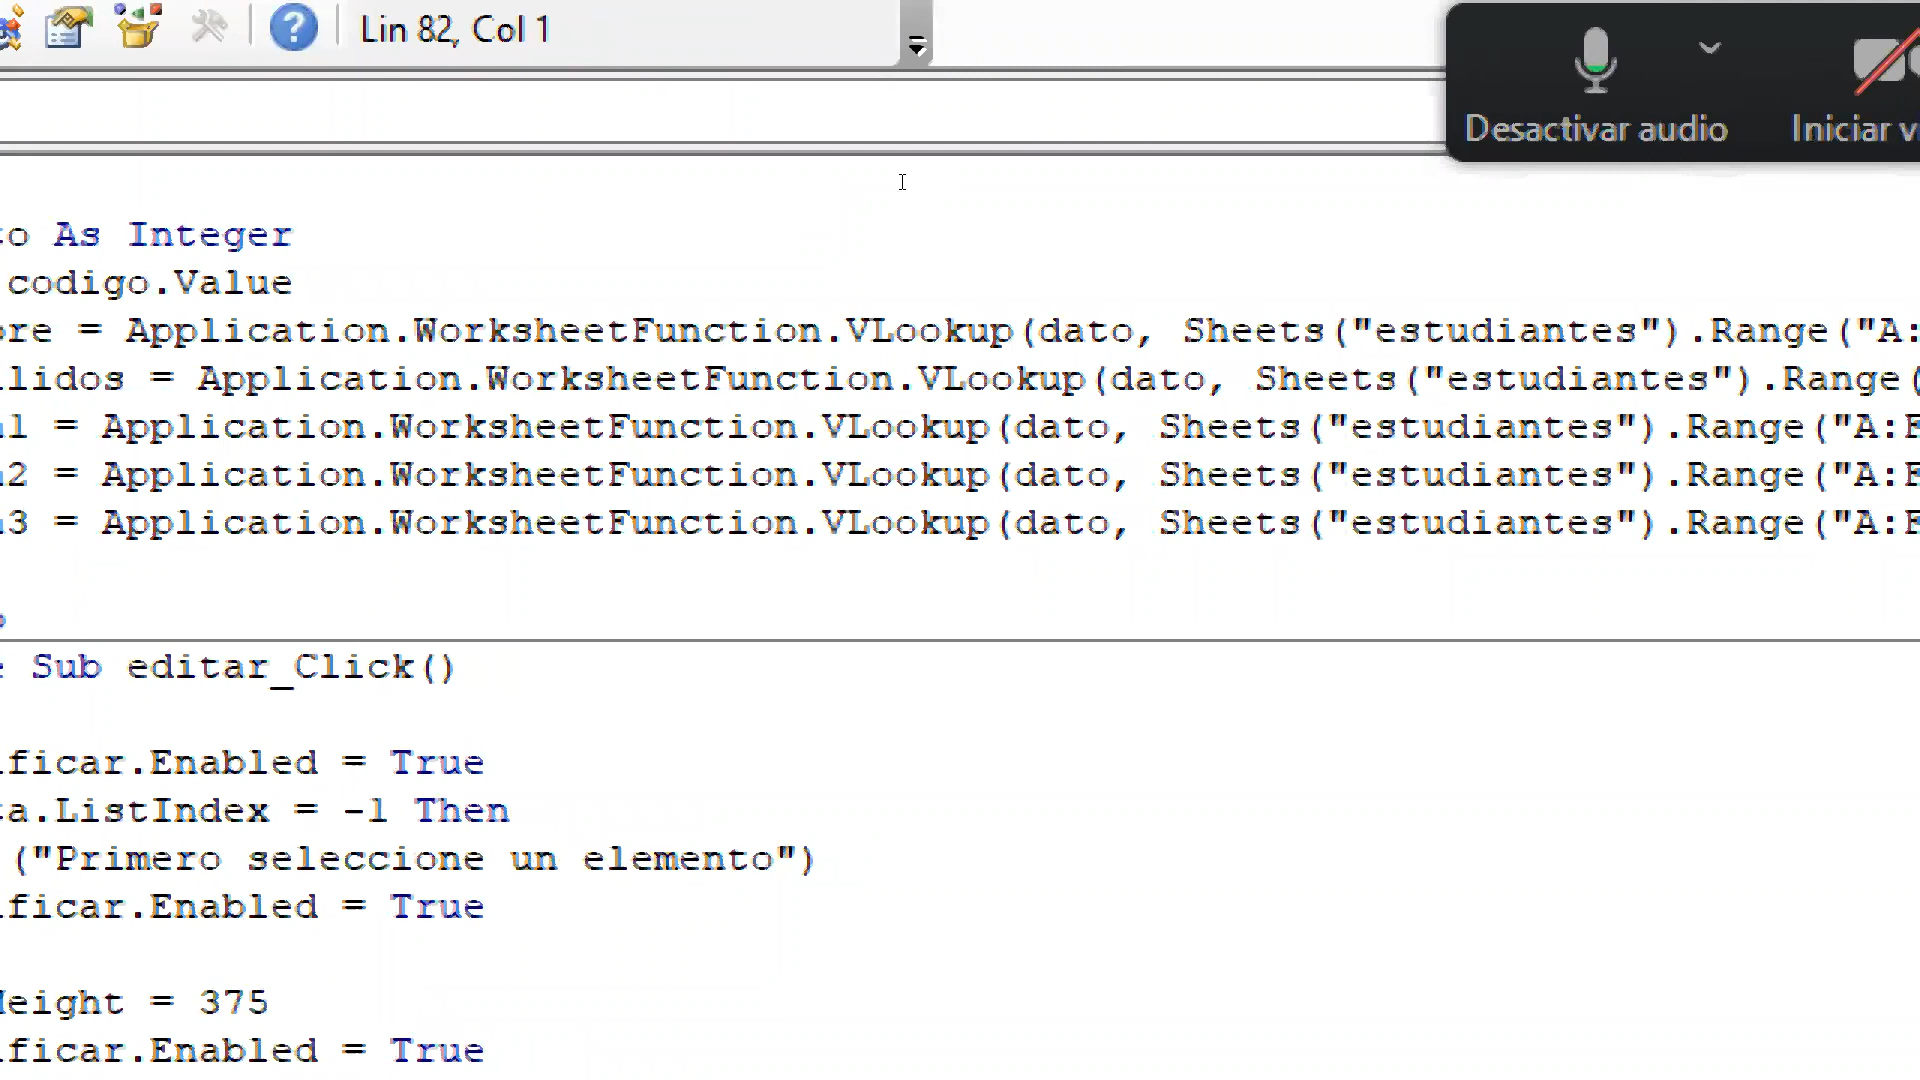 Lin 82, Col 1
Desactivar audio
Iniciar v
o As Integer
codigo.Value
re = Application.WorksheetFunction.VLookup(dato, Sheets("estudiantes").Range("A:
lidos = Application.WorksheetFunction.VLookup(dato, Sheets("estudiantes").Range(
1 = Application.WorksheetFunction.VLookup(dato, Sheets("estudiantes").Range("A:
2 = Application.WorksheetFunction.VLookup(dato, Sheets("estudiantes").Range("A:
3 = Application.WorksheetFunction.VLookup(dato, Sheets("estudiantes").Range("A:
Sub editar_Click()
ficar.Enabled = True
a.ListIndex = -1 Then
("Primero seleccione un elemento")
ficar.Enabled = True
Height = 375
ficar.Enabled = True